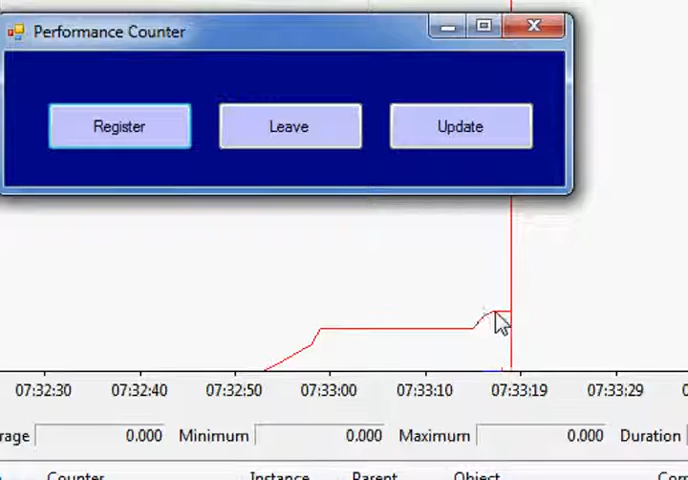 Performance Counter
Register Leave Update
07:32:30 07:32:40 07:32:50 07:33:00 07:33:10 07:33:19 07:33:29
rage 0.000 Minimum 0.000 Maximum 0.000 Duration
Counter Instance Parent Object Com